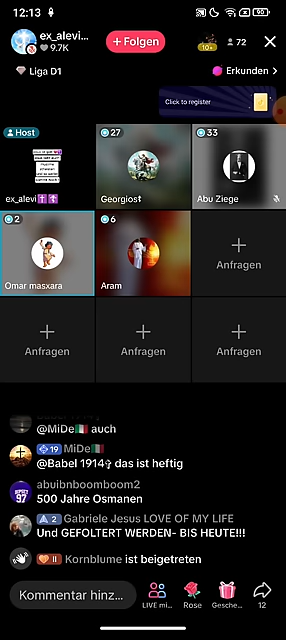 12:13
90
ex_alevi...
9.7K
+ Folgen
10+
72
Liga D1
Erkunden >
Click to register
Host
27
33
ex_alevi
Georgios
Abu Ziege
2
6
Omar masxara
Aram
Anfragen
Anfragen
Anfragen
Anfragen
@MiDe auch
19 MiDe
@Babel 1914 das ist heftig
abuibnboomboom2
500 Jahre Osmanen
2 Gabriele Jesus LOVE OF MY LIFE
Und GEFOLTERT WERDEN- BIS HEUTE!!!
II Kornblume ist beigetreten
Kommentar hinz...
LIVE mi...
Rose
Gesche...
12